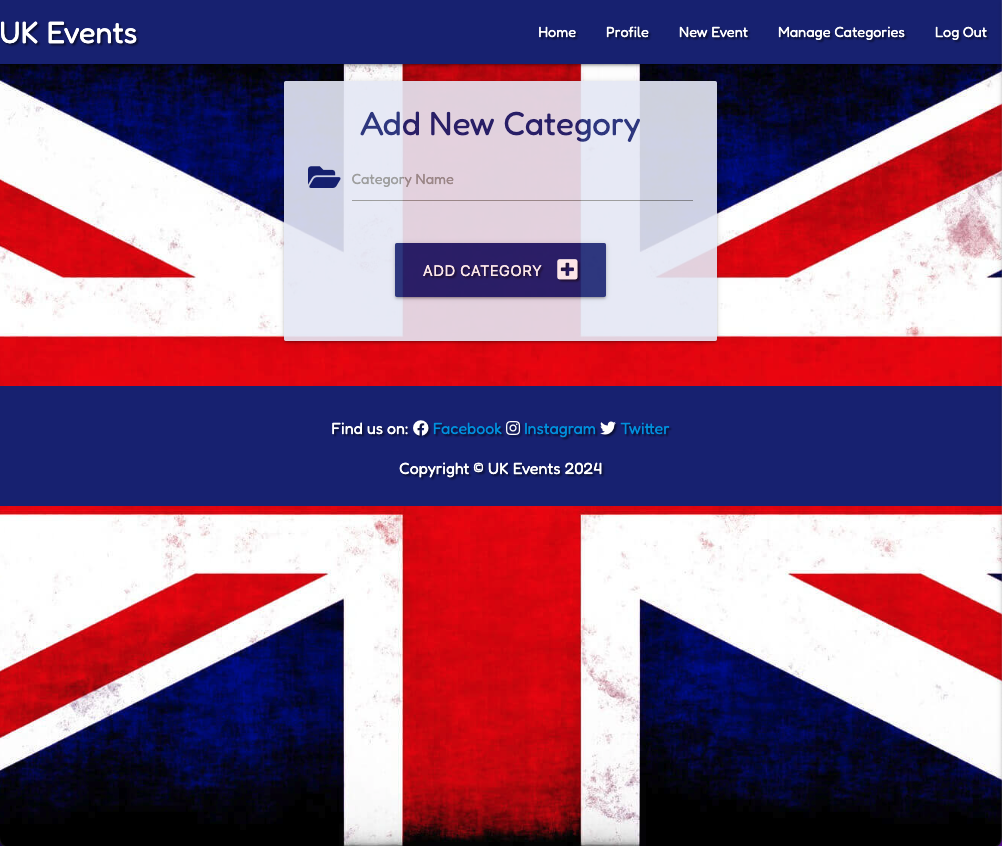 UK Events
Home Profile New Event Manage Categories Log Out
Add New Category
Category Name
ADD CATEGORY
Find us on: Facebook Instagram Twitter
Copyright © UK Events 2024